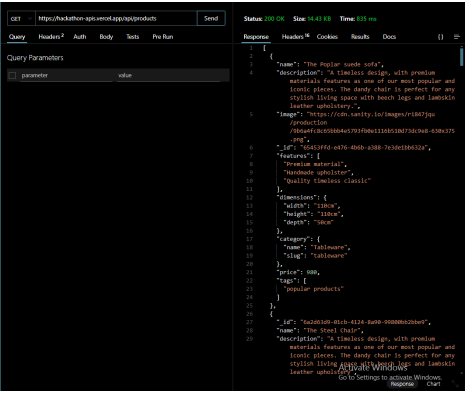 GET https://hackathon-apis.vercel.app/api/products Send
Query Headers 2 Auth Body Tests Pre Run
Query Parameters
parameter value
Status: 200 OK Size: 14.43 KB Time: 835 ms
Response Headers 16 Cookies Results Docs { }
1 [
2 {
3 "name": "The Poplar suede sofa",
4 "description": "A timeless design, with premium
materials features as one of our most popular and
iconic pieces. The dandy chair is perfect for any
stylish living space with beech legs and lambskin
leather upholstery.",
5 "image": "https://cdn.sanity.io/images/
/production
.png",
6 "_id": "65453ffd-e476-4b6b-a388-7e3deibb632a",
7 "features": [
8 "Premium material",
9 "Handmade upholster",
10 "Quality timeless classic"
11 ],
12 "dimensions": {
13 "width": "110cm",
14 "height": "110cm",
15 "depth": "50cm"
16 },
17 "category": {
18 "name": "Tableware",
19 "slug": "tableware"
20 },
21 "price": 980,
22 "tags": [
23 "popular products"
24 ]
25 },
26 {
27 "_id": "6a2d63d9-01cb-4124-8a90-99800bb2bbe9",
28 "name": "The Steel Chair",
29 "description": "A timeless design, with premium
materials features as one of our most popular and
iconic pieces. The dandy chair is perfect for any
stylish living space with beech legs and lambskin
leather upholstery.",
Activate Windows
Go to Settings to activate Windows.
Response Chart